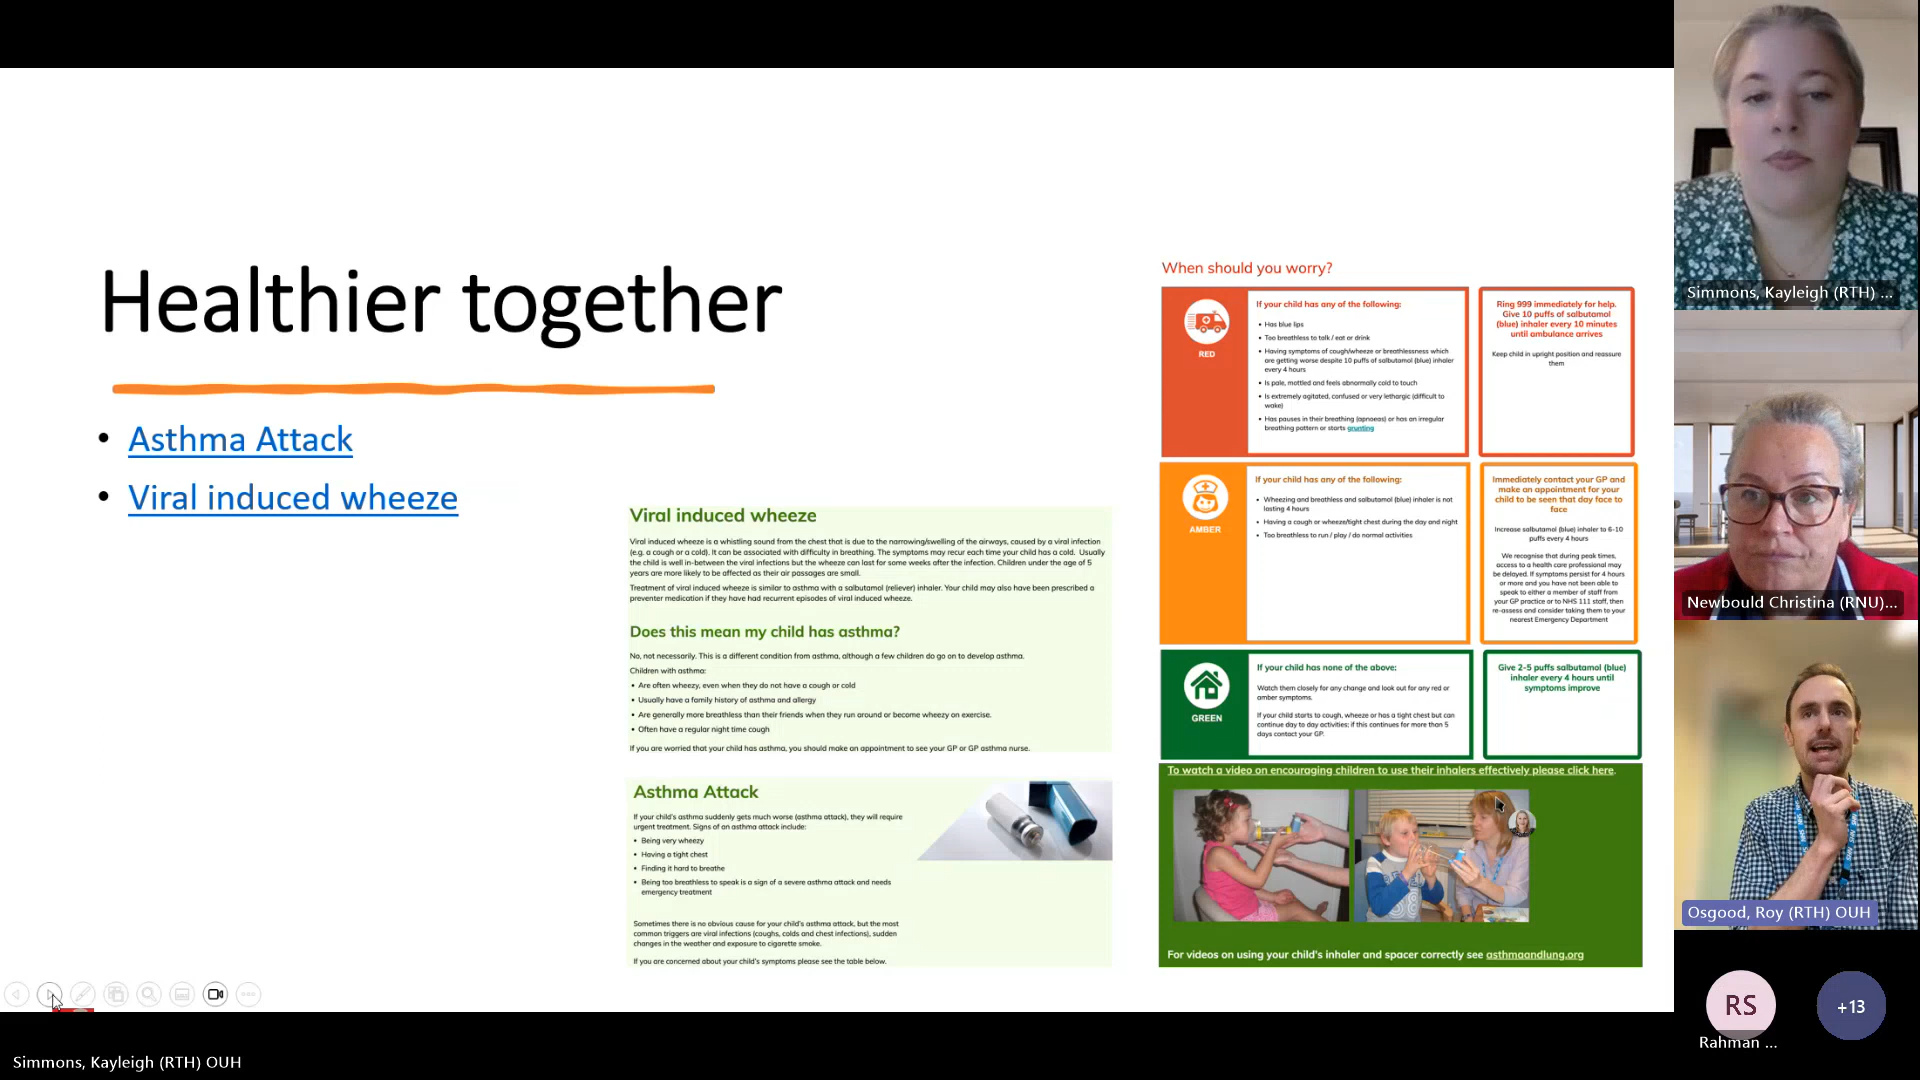 Healthier together
• Asthma Attack
• Viral induced wheeze
Viral induced wheeze
Viral induced wheeze is a whistling sound from the chest that is due to the narrowing/swelling of the airways, caused by a viral infection
(e.g. a cough or a cold). It can be associated with difficulty in breathing. The symptoms may recur each time your child has a cold. Usually
the child is well in-between the viral infections but the wheeze can last for some weeks after the infection. Children under the age of 5
years are more likely to be affected as their air passages are small.
Treatment of viral induced wheeze is similar to asthma with a salbutamol (reliever) inhaler. Your child may also have been prescribed a
preventer medication if they have had recurrent episodes of viral induced wheeze.
Does this mean my child has asthma?
No, not necessarily. This is a different condition from asthma, although a few children do go on to develop asthma.
Children with asthma:
• Are often wheezy, even when they do not have a cough or cold
• Usually have a family history of asthma and allergy
• Are generally more breathless than their friends when they run around or become wheezy on exercise.
• Often have a regular night time cough
If you are worried that your child has asthma, you should make an appointment to see your GP or GP asthma nurse.
Asthma Attack
If your child's asthma suddenly gets much worse (asthma attack), they will require
urgent treatment. Signs of an asthma attack include:
• Being very wheezy
• Having a tight chest
• Finding it hard to breathe
• Being too breathless to speak is a sign of a severe asthma attack and needs
emergency treatment
Sometimes there is no obvious cause for your child's asthma attack, but the most
common triggers are viral infections (coughs, colds and chest infections), sudden
changes in the weather and exposure to cigarette smoke.
If you are concerned about your child's symptoms please see the table below.
When should you worry?
RED
If your child has any of the following:
• Has blue lips
• Too breathless to talk / eat or drink
• Having symptoms of cough/wheeze or breathlessness which
are getting worse despite 10 puffs of salbutamol (blue) inhaler
every 4 hours
• Is pale, mottled and feels abnormally cold to touch
• Is extremely agitated, confused or very lethargic (difficult to
wake)
• Has pauses in their breathing (apnoeas) or has an irregular
breathing pattern or starts grunting
Ring 999 immediately for help.
Give 10 puffs of salbutamol
(blue) inhaler every 10 minutes
until ambulance arrives
Keep child in upright position and reassure
them
AMBER
If your child has any of the following:
• Wheezing and breathless and salbutamol (blue) inhaler is not
lasting 4 hours
• Having a cough or wheeze/tight chest during the day and night
• Too breathless to run / play / do normal activities
Immediately contact your GP and
make an appointment for your
child to be seen that day face to
face
Increase salbutamol (blue) inhaler to 6-10
puffs every 4 hours
We recognise that during peak times,
access to a health care professional may
be delayed. If symptoms persist for 4 hours
or more and you have not been able to
speak to either a member of staff from
your GP practice or to NHS 111 staff, then
re-assess and consider taking them to your
nearest Emergency Department
GREEN
If your child has none of the above:
Watch them closely for any change and look out for any red or
amber symptoms.
If your child starts to cough, wheeze or has a tight chest but can
continue day to day activities; if this continues for more than 5
days contact your GP.
Give 2-5 puffs salbutamol (blue)
inhaler every 4 hours until
symptoms improve
To watch a video on encouraging children to use their inhalers effectively please click here.
For videos on using your child's inhaler and spacer correctly see asthmaandlung.org
Simmons, Kayleigh (RTH) ...
Newbould Christina (RNU)...
Osgood, Roy (RTH) OUH
RS
+13
Rahman ...
Simmons, Kayleigh (RTH) OUH